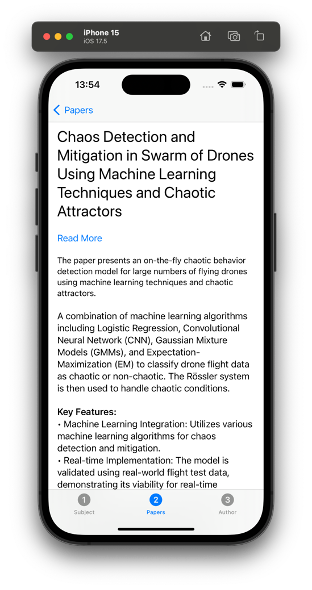 iPhone 15
iOS 17.5
13:54
Papers
Chaos Detection and
Mitigation in Swarm of Drones
Using Machine Learning
Techniques and Chaotic
Attractors
Read More
The paper presents an on-the-fly chaotic behavior
detection model for large numbers of flying drones
using machine learning techniques and chaotic
attractors.
A combination of machine learning algorithms
including Logistic Regression, Convolutional
Neural Network (CNN), Gaussian Mixture
Models (GMMs), and Expectation-
Maximization (EM) to classify drone flight data
as chaotic or non-chaotic. The Rössler system
is then used to handle chaotic conditions.
Key Features:
• Machine Learning Integration: Utilizes various
machine learning algorithms for chaos
detection and mitigation.
• Real-time Implementation: The model is
validated using real-world flight test data,
demonstrating its viability for real-time
1
Subject
2
Papers
3
Author